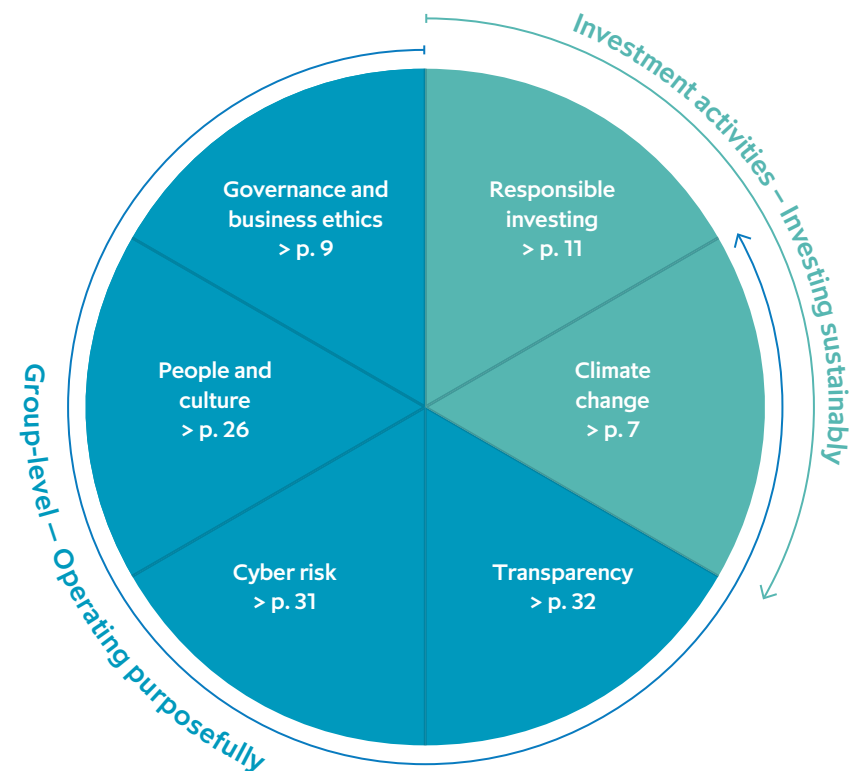 Investment activities – Investing sustainably
Governance and
business ethics
> p. 9
Responsible
investing
> p. 11
People and
culture
> p. 26
Climate
change
> p. 7
Cyber risk
> p. 31
Transparency
> p. 32
Group-level — Operating purposefully